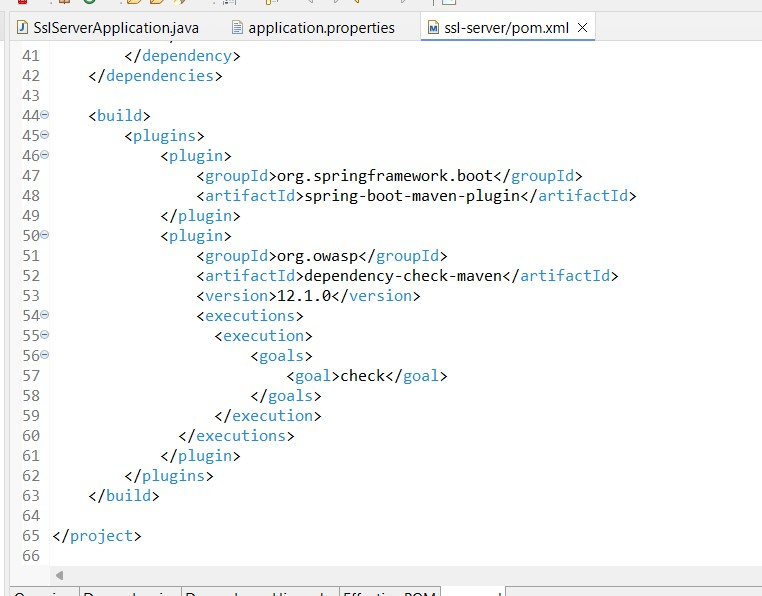 SslServerApplication.java application.properties ssl-server/pom.xml
41 </dependency>
42 </dependencies>
43
44 <build>
45 <plugins>
46 <plugin>
47 <groupId>org.springframework.boot</groupId>
48 <artifactId>spring-boot-maven-plugin</artifactId>
49 </plugin>
50 <plugin>
51 <groupId>org.owasp</groupId>
52 <artifactId>dependency-check-maven</artifactId>
53 <version>12.1.0</version>
54 <executions>
55 <execution>
56 <goals>
57 <goal>check</goal>
58 </goals>
59 </execution>
60 </executions>
61 </plugin>
62 </plugins>
63 </build>
64
65 </project>
66
Effective POM